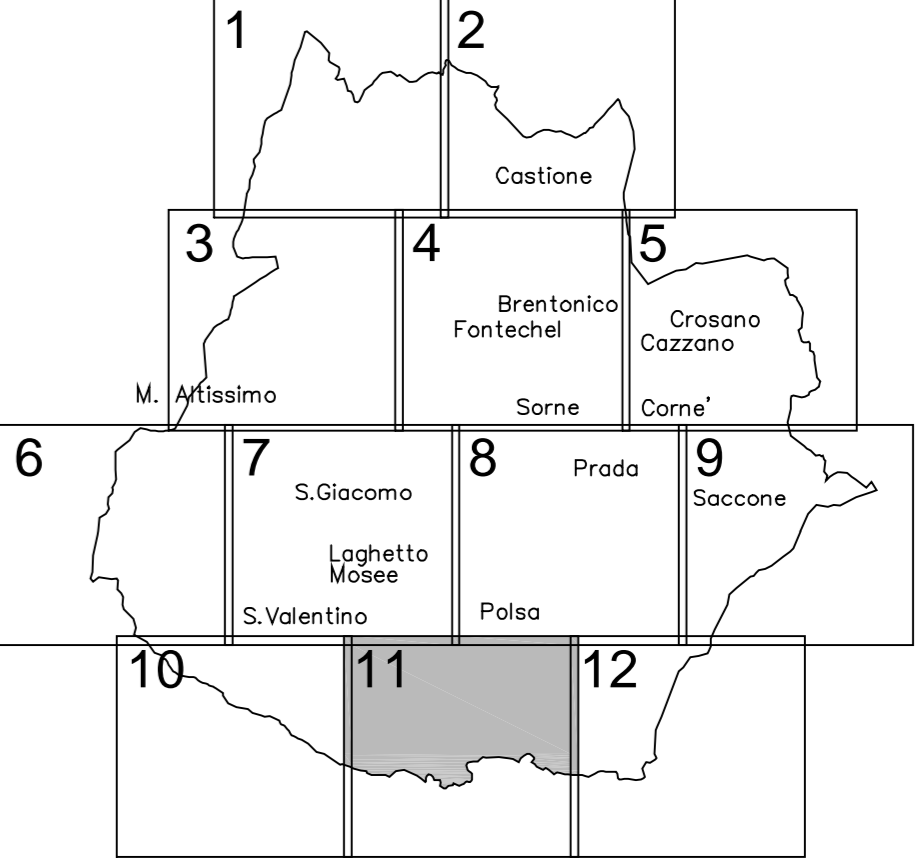 1
2
Castione
3
4
5
Brentonico
Crosano
Fontechel
Cazzano
M. Altissimo
Sorne
Corne'
6
7
8
9
Prada
S.Giacomo
Saccone
Laghetto
Mosee
S.Valentino
Polsa
10
11
12